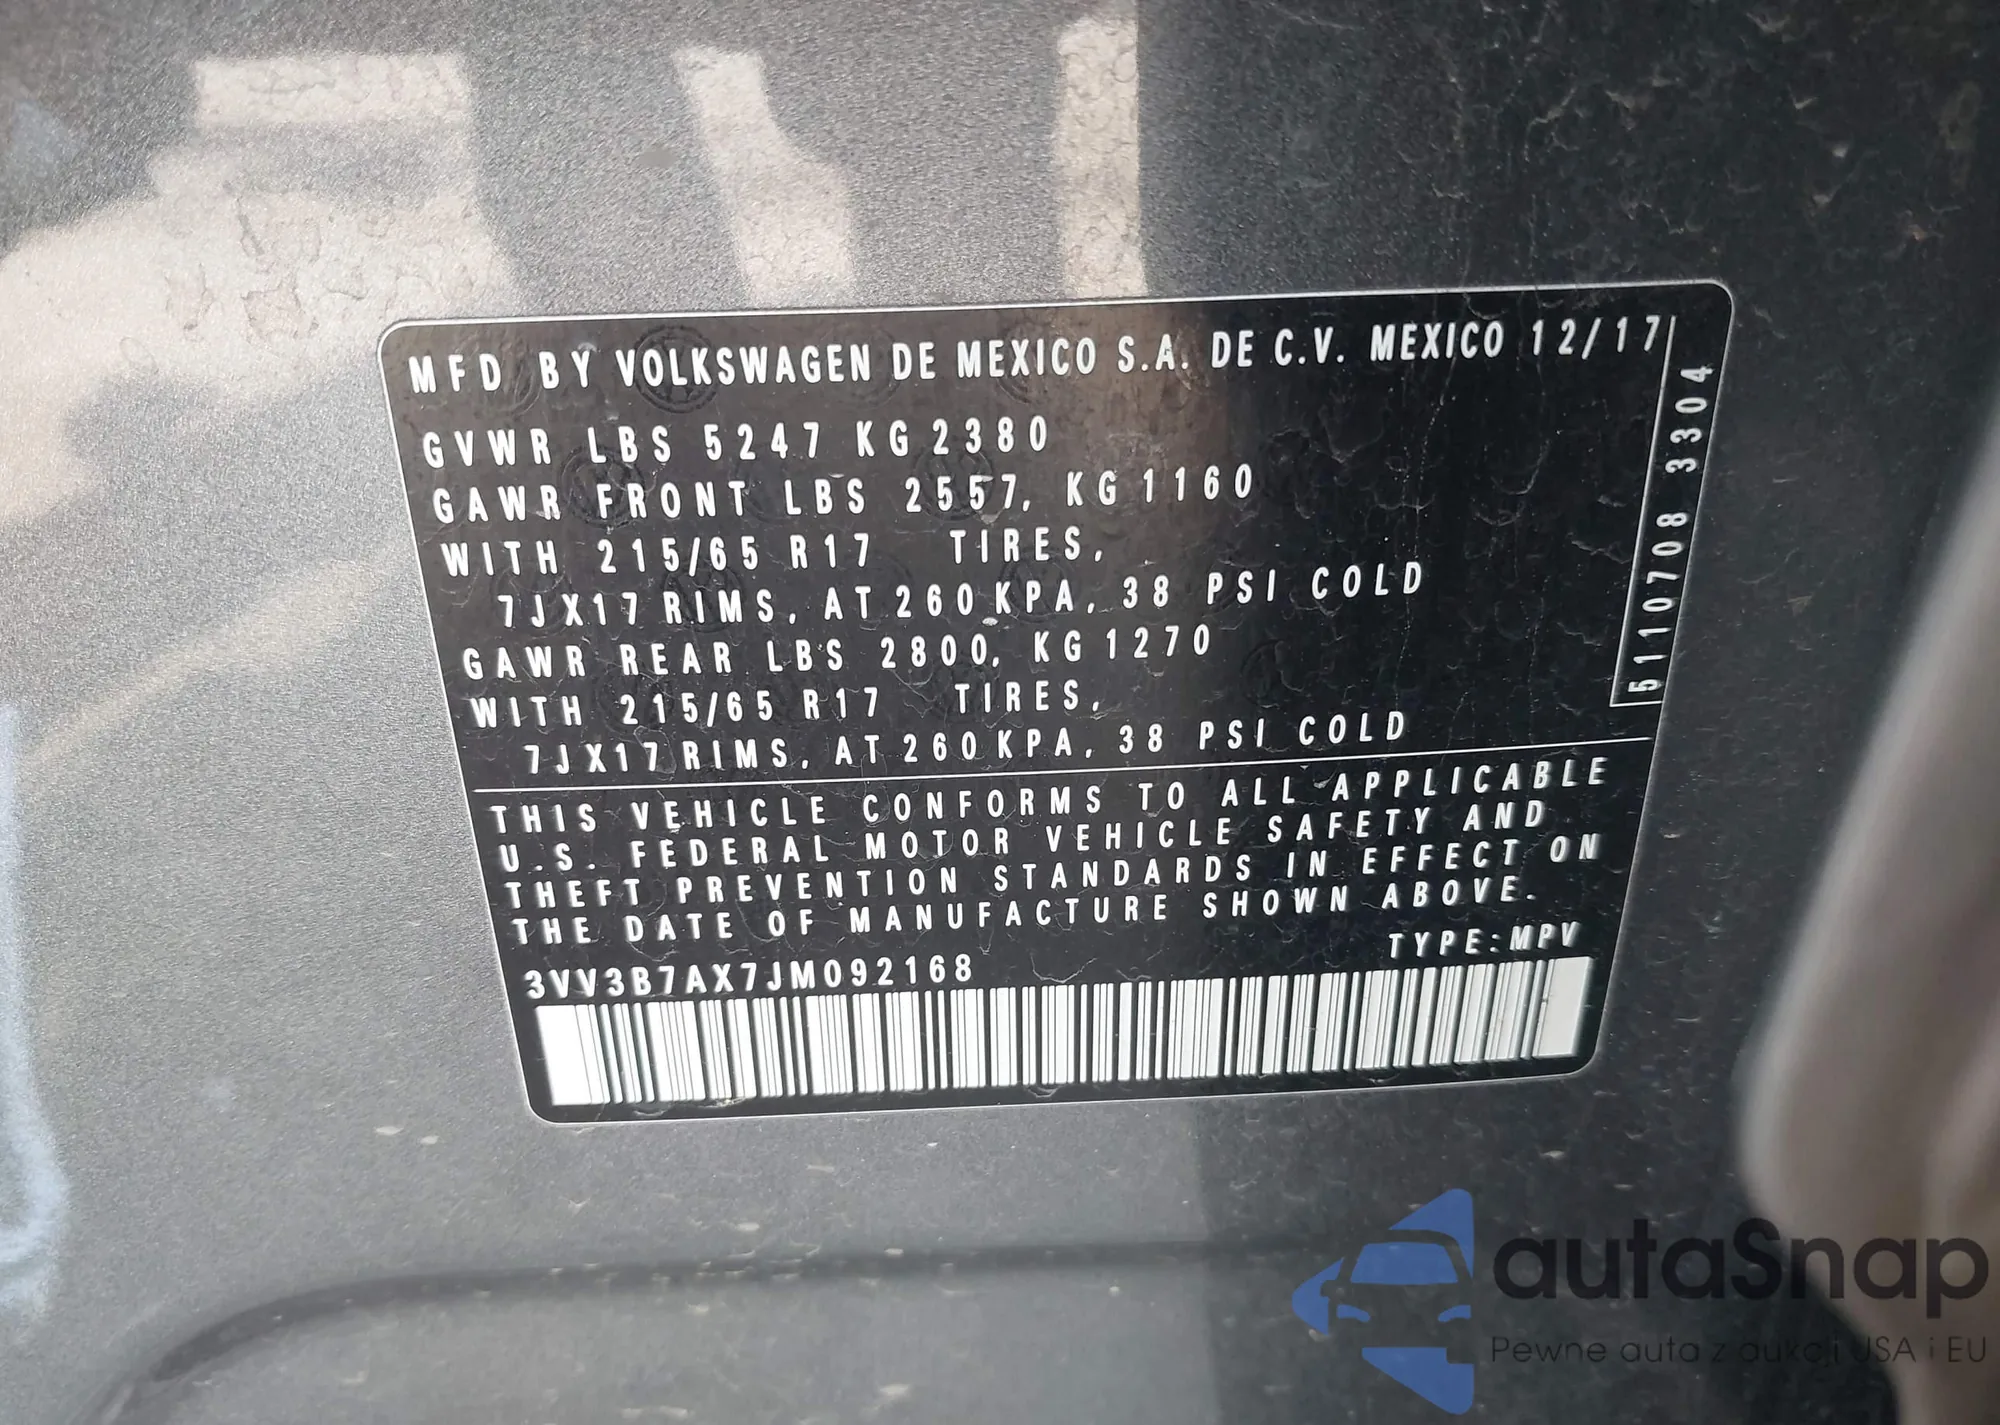 MFD BY VOLKSWAGEN DE MEXICO S.A. DE C.V. MEXICO 12/17
GVWR LBS 5247 KG 2380
GAWR FRONT LBS 2557, KG 1160
WITH 215/65 R17 TIRES,
7JX17 RIMS, AT 260 KPA, 38 PSI COLD
GAWR REAR LBS 2800, KG 1270
WITH 215/65 R17 TIRES,
7JX17 RIMS, AT 260 KPA, 38 PSI COLD
5110708 3304
THIS VEHICLE CONFORMS TO ALL APPLICABLE
U.S. FEDERAL MOTOR VEHICLE SAFETY AND
THEFT PREVENTION STANDARDS IN EFFECT ON
THE DATE OF MANUFACTURE SHOWN ABOVE.
TYPE:MPV
3VV3B7AX7JM092168
autaSnap
Pewne auta z aukcji USA i EU